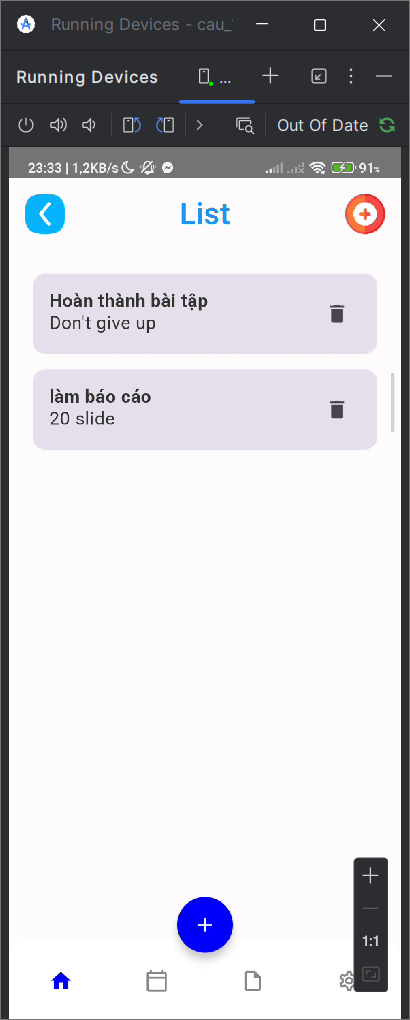 Running Devices - cau_
Running Devices
...
Out Of Date
23:33 | 1,2KB/s
91%
List
Hoàn thành bài tập
Don't give up
làm báo cáo
20 slide
1:1